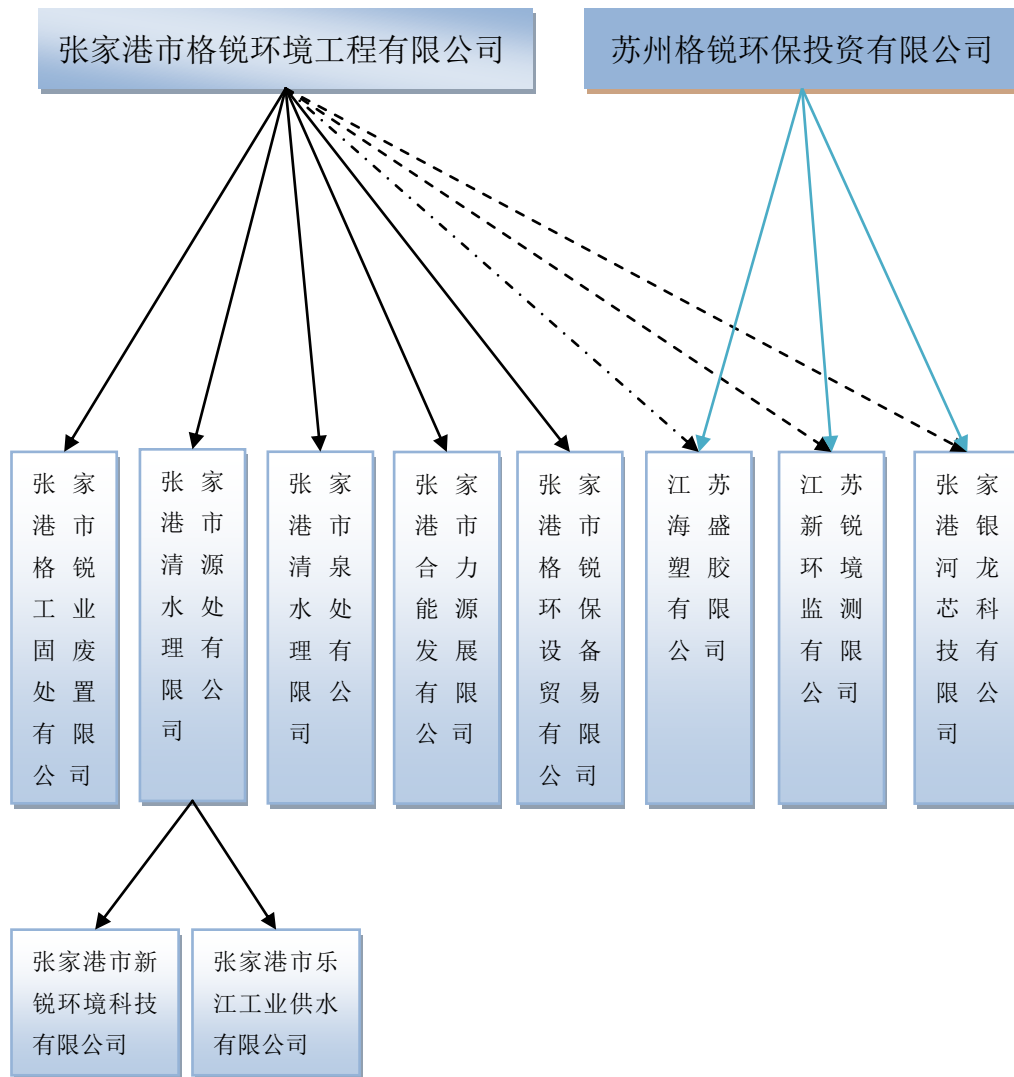 张家港市格锐环境工程有限公司
苏州格锐环保投资有限公司
张家
港市
格锐
工业
固废
处置
有限
公司
张家
港市
清源
水处
理有
限公
司
张家
港市
清泉
水处
理有
限公
司
张家
港市
合力
能源
发展
有限
公司
张家
港市
格锐
环保
设备
贸易
有限
公司
江苏
海盛
塑胶
有限
公司
江苏
新锐
环境
监测
有限
公司
张家
港银
河龙
芯科
技有
限公
司
张家港市新
锐环境科技
有限公司
张家港市乐
江工业供水
有限公司